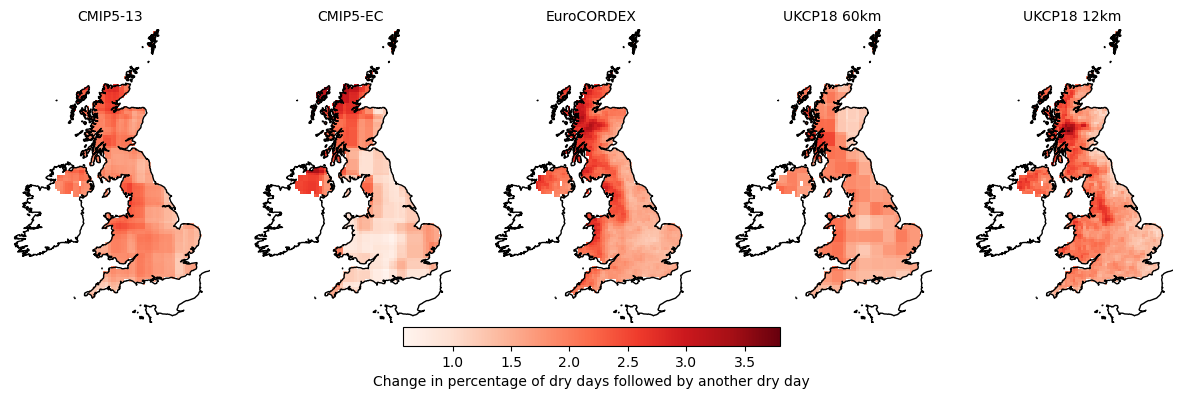 CMIP5-13
CMIP5-EC
EuroCORDEX
UKCP18 60km
UKCP18 12km
1.0 1.5 2.0 2.5 3.0 3.5
Change in percentage of dry days followed by another dry day